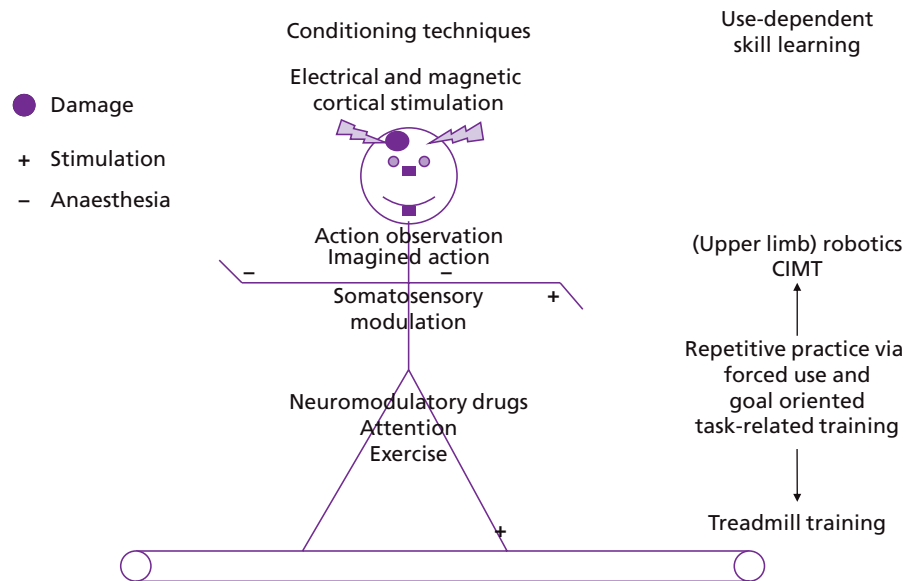 Conditioning techniques
Use-dependent
skill learning
Electrical and magnetic
cortical stimulation
Damage
+ Stimulation
– Anaesthesia
Action observation
Imagined action
–
–
+
Somatosensory
modulation
(Upper limb) robotics
CIMT
Repetitive practice via
forced use and
goal oriented
task-related training
Neuromodulatory drugs
Attention
Exercise
+
Treadmill training